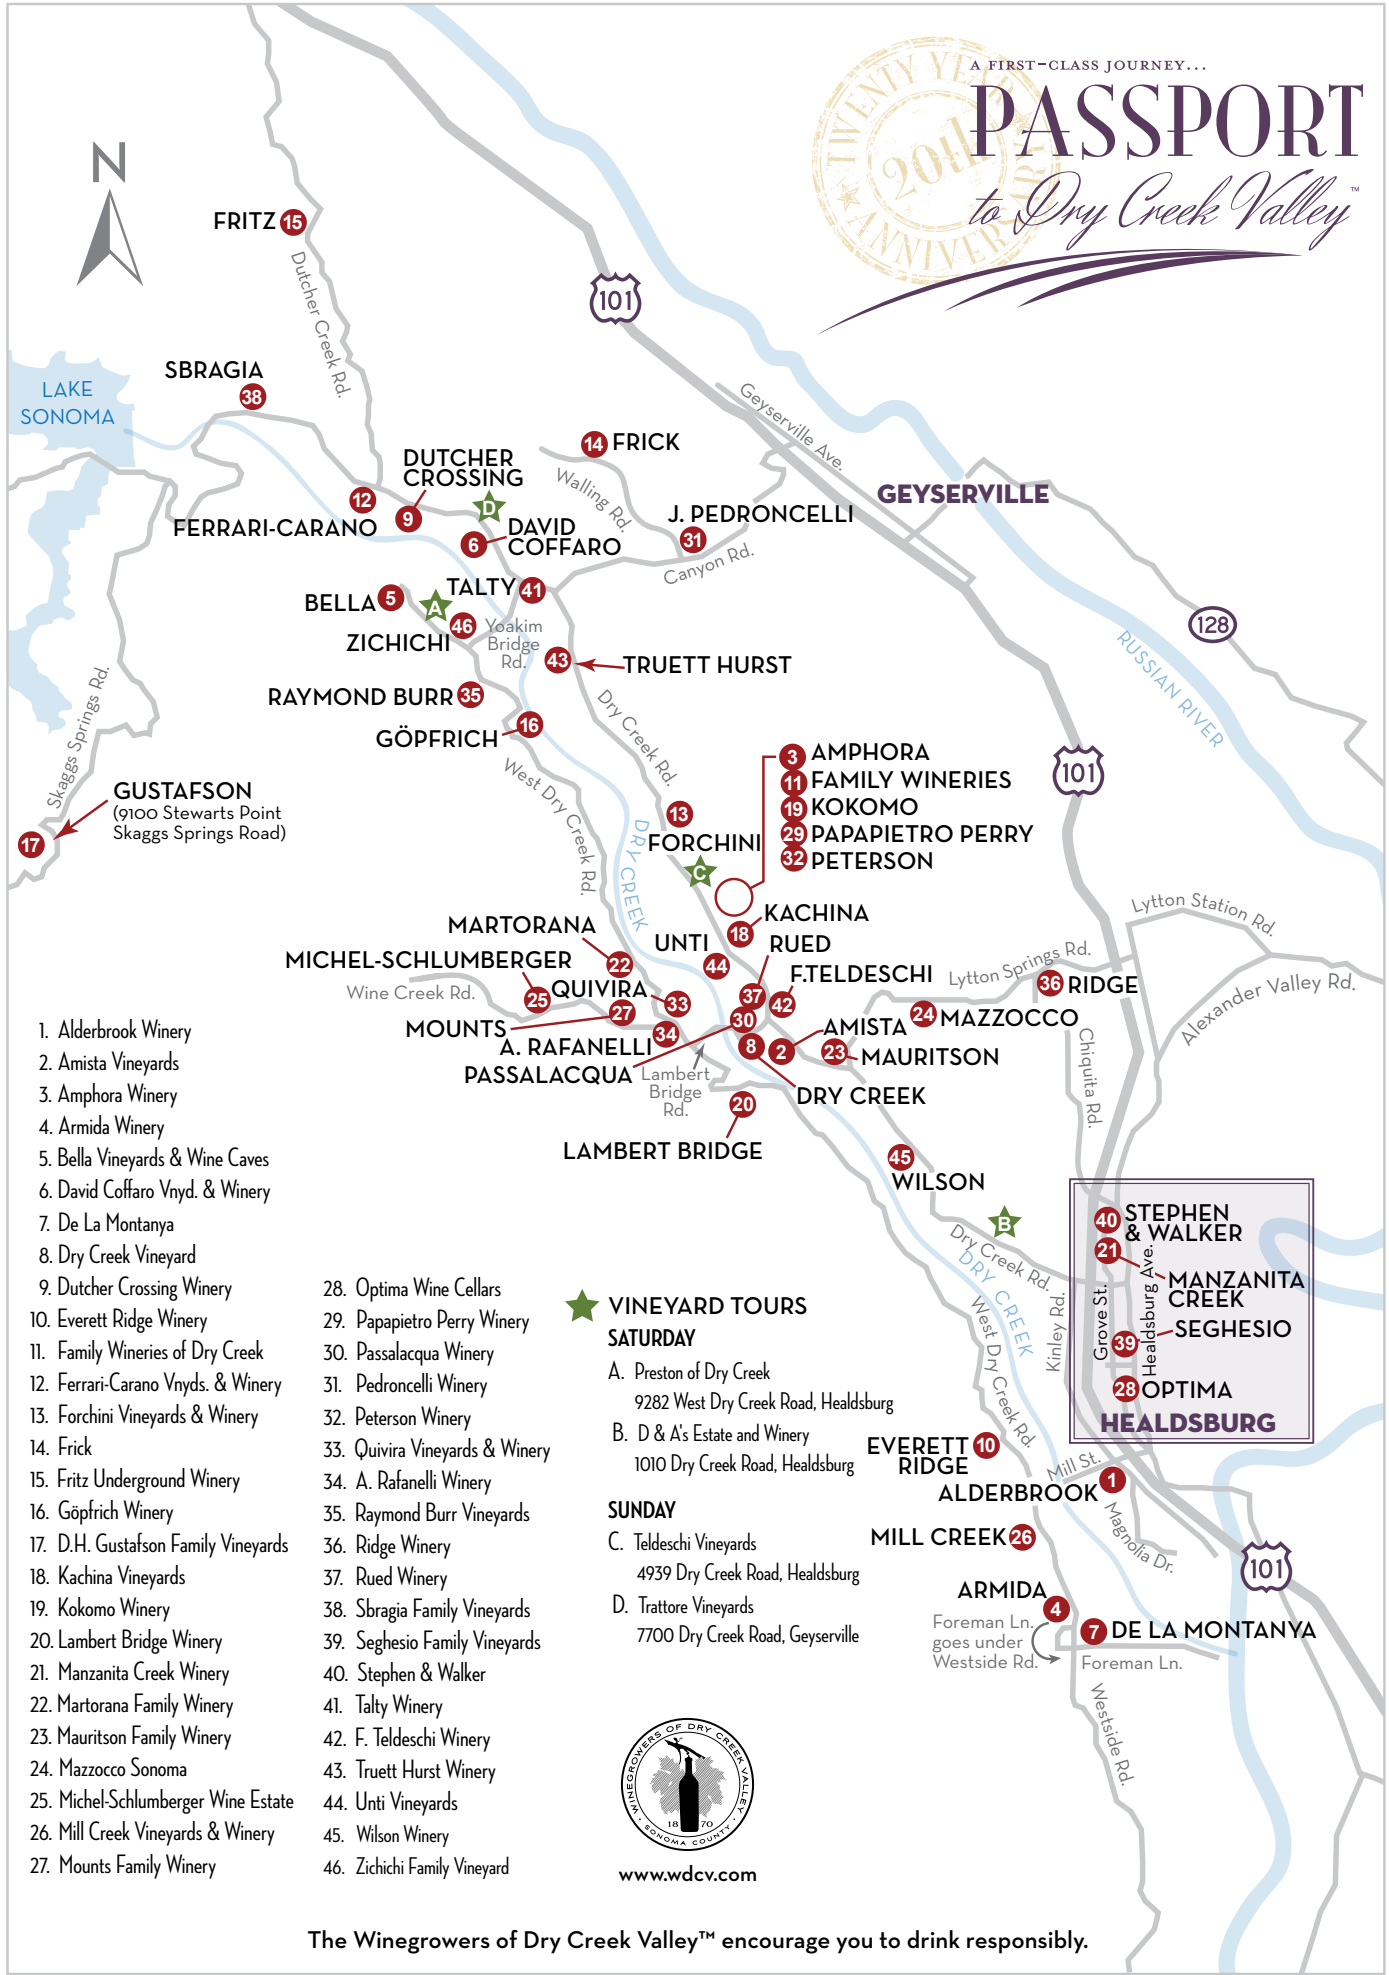 A FIRST–CLASS JOURNEY...
PASSPORT
to Dry Creek Valley™
TWENTY YEAR
20th
ANNIVERSARY
N
FRITZ 15
Dutcher Creek Rd.
101
SBRAGIA
38
LAKE
SONOMA
Geyserville Ave.
14 FRICK
Walling Rd.
DUTCHER
CROSSING
12
9
D
FERRARI-CARANO
GEYSERVILLE
J. PEDRONCELLI
31
DAVID
COFFARO
6
Canyon Rd.
TALTY 41
BELLA 5
A
46
ZICHICHI
Yoakim
Bridge
Rd.
128
RUSSIAN RIVER
43
TRUETT HURST
RAYMOND BURR 35
16
GÖPFRICH
Dry Creek Rd.
Skaggs Springs Rd.
West Dry Creek Rd.
101
GUSTAFSON
(9100 Stewarts Point
Skaggs Springs Road)
17
3 AMPHORA
11 FAMILY WINERIES
19 KOKOMO
29 PAPAPIETRO PERRY
32 PETERSON
13
FORCHINI
DRY CREEK
C
Lytton Station Rd.
KACHINA
18
MARTORANA
22
UNTI
44
RUED
37
MICHEL-SCHLUMBERGER
25
Wine Creek Rd.
QUIVIRA
33
F.TELDESCHI
42
Lytton Springs Rd.
36 RIDGE
Alexander Valley Rd.
27
MOUNTS
30
24 MAZZOCCO
34
A. RAFANELLI
AMISTA
2
8
23
MAURITSON
PASSALACQUA
Lambert
Bridge
Rd.
DRY CREEK
Chiquita Rd.
20
LAMBERT BRIDGE
45
WILSON
B
Dry Creek Rd.
DRY CREEK
West Dry Creek Rd.
Kinley Rd.
40 STEPHEN
& WALKER
21
MANZANITA
CREEK
Grove St.
Healdsburg Ave.
39
SEGHESIO
28 OPTIMA
HEALDSBURG
EVERETT
RIDGE
10
Mill St.
ALDERBROOK 1
Magnolia Dr.
MILL CREEK 26
101
ARMIDA
4
Foreman Ln.
goes under
Westside Rd.
7 DE LA MONTANYA
Foreman Ln.
Westside Rd.
1. Alderbrook Winery
2. Amista Vineyards
3. Amphora Winery
4. Armida Winery
5. Bella Vineyards & Wine Caves
6. David Coffaro Vnyd. & Winery
7. De La Montanya
8. Dry Creek Vineyard
9. Dutcher Crossing Winery
10. Everett Ridge Winery
11. Family Wineries of Dry Creek
12. Ferrari-Carano Vnyds. & Winery
13. Forchini Vineyards & Winery
14. Frick
15. Fritz Underground Winery
16. Göpfrich Winery
17. D.H. Gustafson Family Vineyards
18. Kachina Vineyards
19. Kokomo Winery
20. Lambert Bridge Winery
21. Manzanita Creek Winery
22. Martorana Family Winery
23. Mauritson Family Winery
24. Mazzocco Sonoma
25. Michel-Schlumberger Wine Estate
26. Mill Creek Vineyards & Winery
27. Mounts Family Winery
28. Optima Wine Cellars
29. Papapietro Perry Winery
30. Passalacqua Winery
31. Pedroncelli Winery
32. Peterson Winery
33. Quivira Vineyards & Winery
34. A. Rafanelli Winery
35. Raymond Burr Vineyards
36. Ridge Winery
37. Rued Winery
38. Sbragia Family Vineyards
39. Seghesio Family Vineyards
40. Stephen & Walker
41. Talty Winery
42. F. Teldeschi Winery
43. Truett Hurst Winery
44. Unti Vineyards
45. Wilson Winery
46. Zichichi Family Vineyard
VINEYARD TOURS
SATURDAY
A. Preston of Dry Creek
9282 West Dry Creek Road, Healdsburg
B. D & A's Estate and Winery
1010 Dry Creek Road, Healdsburg
SUNDAY
C. Teldeschi Vineyards
4939 Dry Creek Road, Healdsburg
D. Trattore Vineyards
7700 Dry Creek Road, Geyserville
WINEGROWERS OF DRY CREEK VALLEY
18 70
SONOMA COUNTY
www.wdcv.com
The Winegrowers of Dry Creek Valley™ encourage you to drink responsibly.